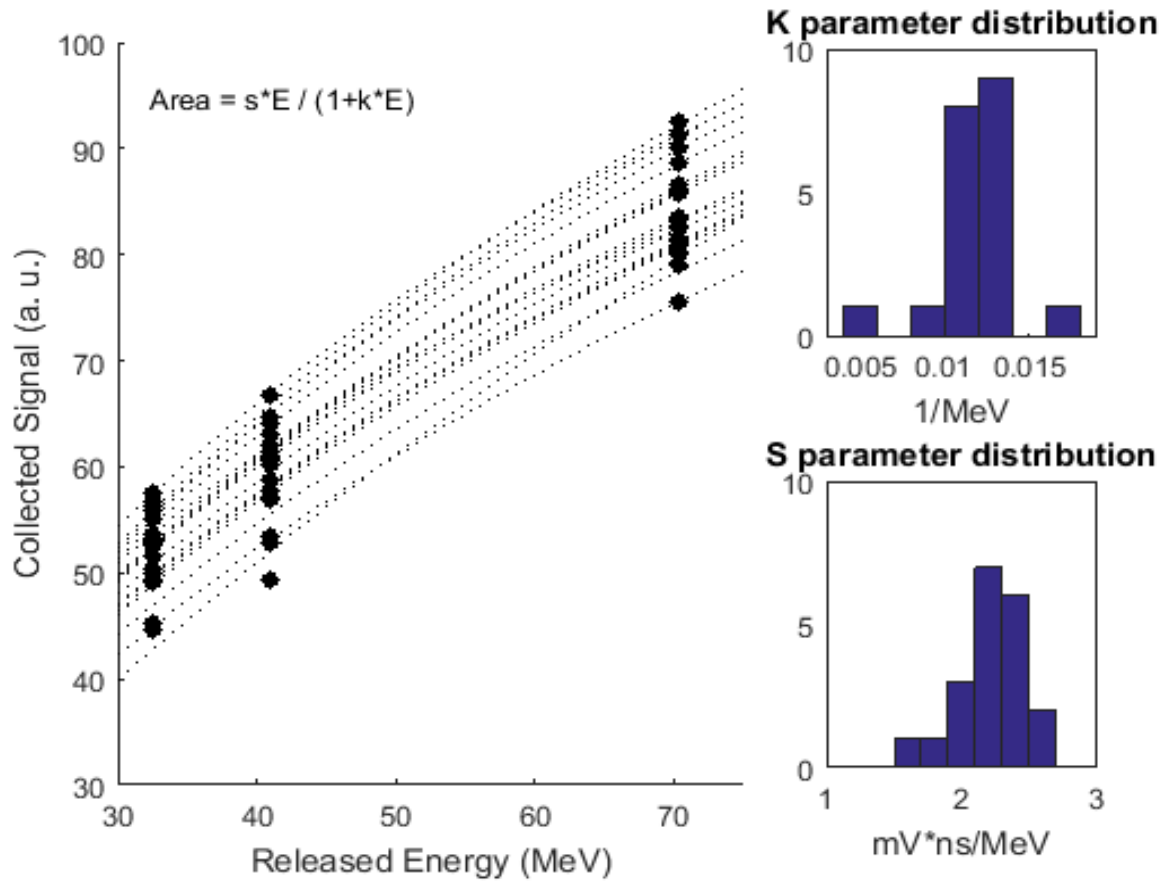 100
90
80
70
60
50
40
30
30 40 50 60 70
Collected Signal (a. u.)
Released Energy (MeV)
Area = s*E / (1+k*E)
K parameter distribution
10
5
0
0.005 0.01 0.015
1/MeV
S parameter distribution
10
5
0
1 2 3
mV*ns/MeV